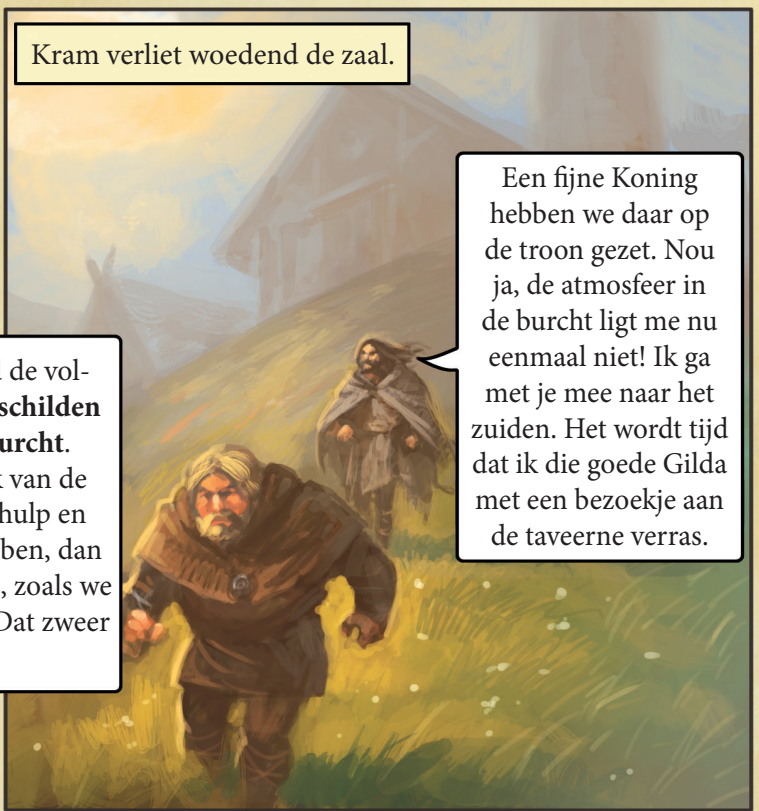 Kram verliet woedend de zaal.
Een fijne Koning
hebben we daar op
de troon gezet. Nou
ja, de atmosfeer in
de burcht ligt me nu
eenmaal niet! Ik ga
met je mee naar het
zuiden. Het wordt tijd
dat ik die goede Gilda
met een bezoekje aan
de taveerne verras.
de vol-
schilden
urcht.
van de
hulp en
ben, dan
, zoals we
Dat zweer